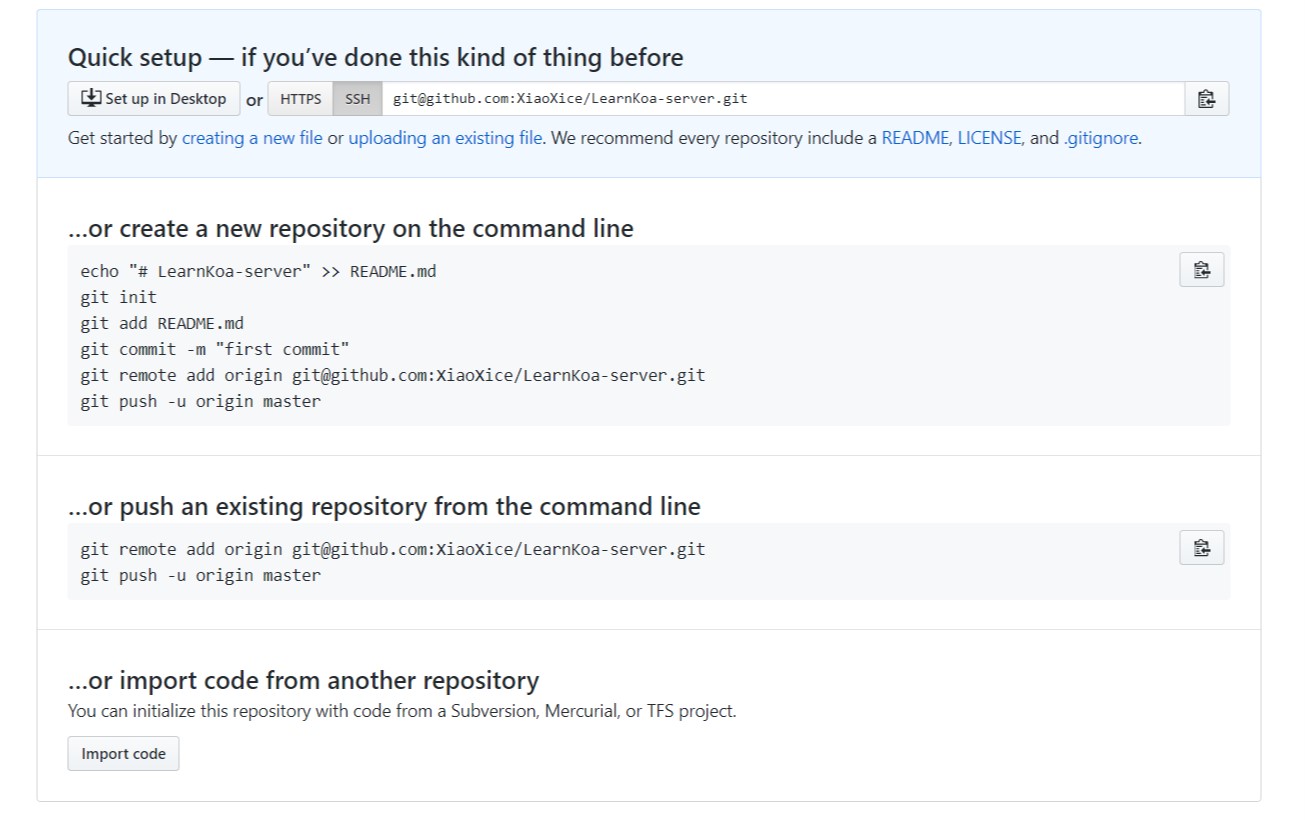 Quick setup — if you've done this kind of thing before
Set up in Desktop or HTTPS SSH git@github.com:XiaoXice/LearnKoa-server.git
Get started by creating a new file or uploading an existing file. We recommend every repository include a README, LICENSE, and .gitignore.
...or create a new repository on the command line
echo "# LearnKoa-server" >> README.md
git init
git add README.md
git commit -m "first commit"
git remote add origin git@github.com:XiaoXice/LearnKoa-server.git
git push -u origin master
...or push an existing repository from the command line
git remote add origin git@github.com:XiaoXice/LearnKoa-server.git
git push -u origin master
...or import code from another repository
You can initialize this repository with code from a Subversion, Mercurial, or TFS project.
Import code